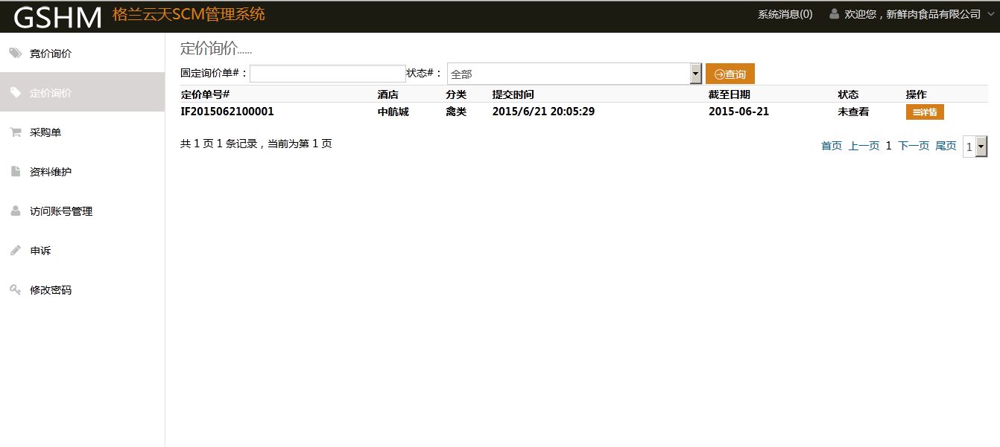 GSHM 格兰云天SCM管理系统 系统消息(0) 欢迎您，新鲜肉食品有限公司
竞价询价
定价询价
采购单
资料维护
访问账号管理
申诉
修改密码
定价询价......
固定询价单#： 状态#： 全部 查询
定价单号# 酒店 分类 提交时间 截至日期 状态 操作
IF2015062100001 中航城 禽类 2015/6/21 20:05:29 2015-06-21 未查看 详情
共 1 页 1 条记录，当前为第 1 页 首页 上一页 1 下一页 尾页 1